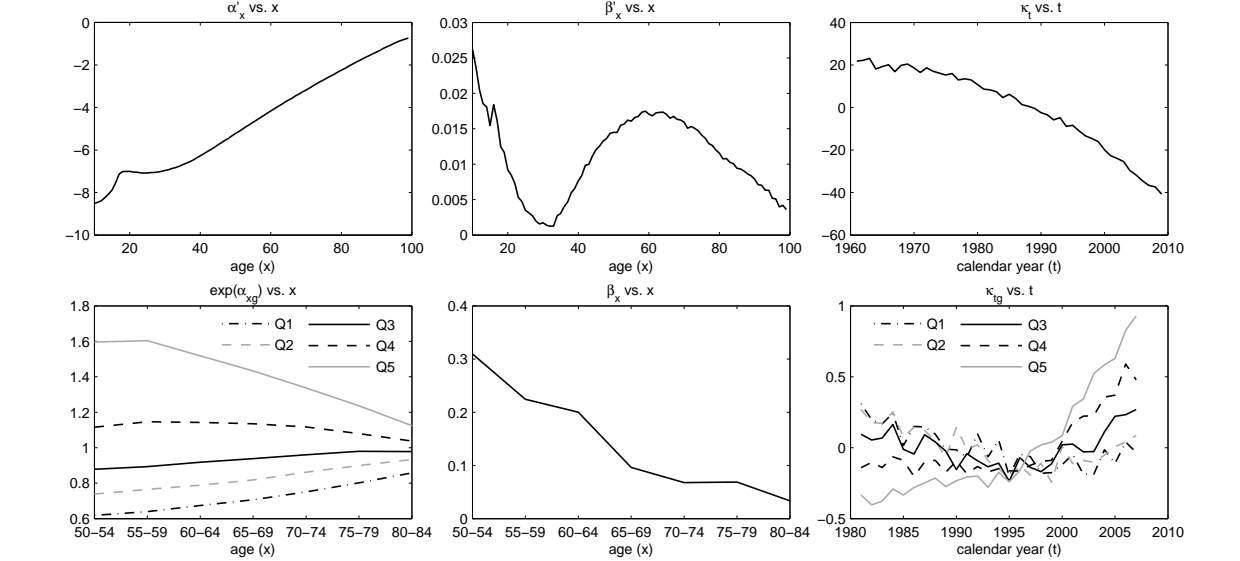 α'x vs. x
0
−2
−4
−6
−8
−10
20 40 60 80 100
age (x)
β'x vs. x
0.03
0.025
0.02
0.015
0.01
0.005
0
20 40 60 80 100
age (x)
κt vs. t
40
20
0
−20
−40
−60
1960 1970 1980 1990 2000 2010
calendar year (t)
exp(αxg) vs. x
1.8
1.6
1.4
1.2
1
0.8
0.6
Q1 Q3
Q2 Q4
Q5
50−54 55−59 60−64 65−69 70−74 75−79 80−84
age (x)
βx vs. x
0.4
0.3
0.2
0.1
0
50−54 55−59 60−64 65−69 70−74 75−79 80−84
age (x)
κtg vs. t
1
0.5
0
−0.5
Q1 Q3
Q2 Q4
Q5
1980 1985 1990 1995 2000 2005 2010
calendar year (t)